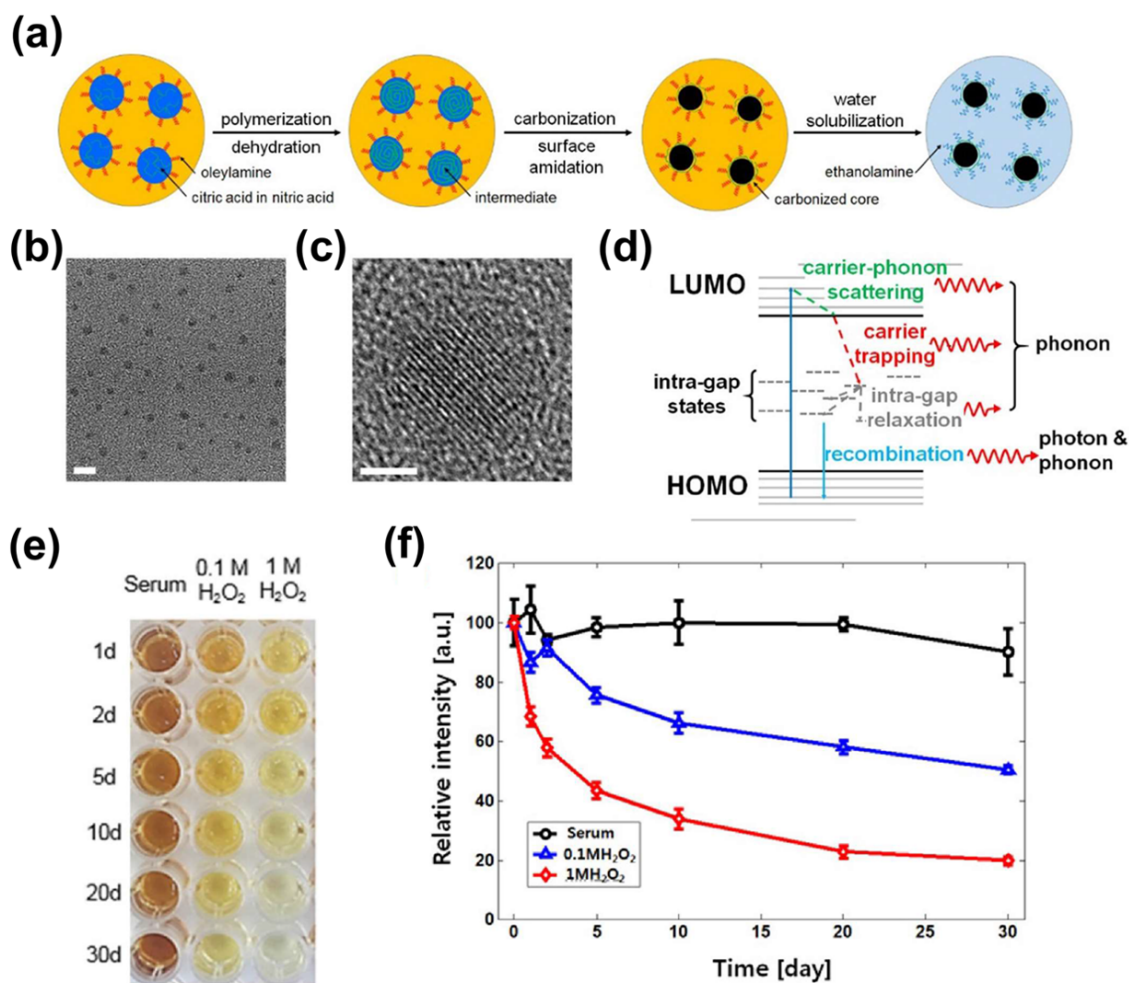 (a)
polymerization
dehydration
oleylamine
citric acid in nitric acid
carbonization
surface
amidation
intermediate
carbonized core
water
solubilization
ethanolamine
(b)
(c)
(d)
LUMO
carrier-phonon
scattering
carrier
trapping
phonon
intra-gap
states
intra-gap
relaxation
recombination
photon &
phonon
HOMO
(e)
Serum
0.1 M
H₂O₂
1 M
H₂O₂
1d
2d
5d
10d
20d
30d
(f)
Relative intensity [a.u.]
120
100
80
60
40
20
0
Serum
0.1MH₂O₂
1MH₂O₂
0 5 10 15 20 25 30
Time [day]